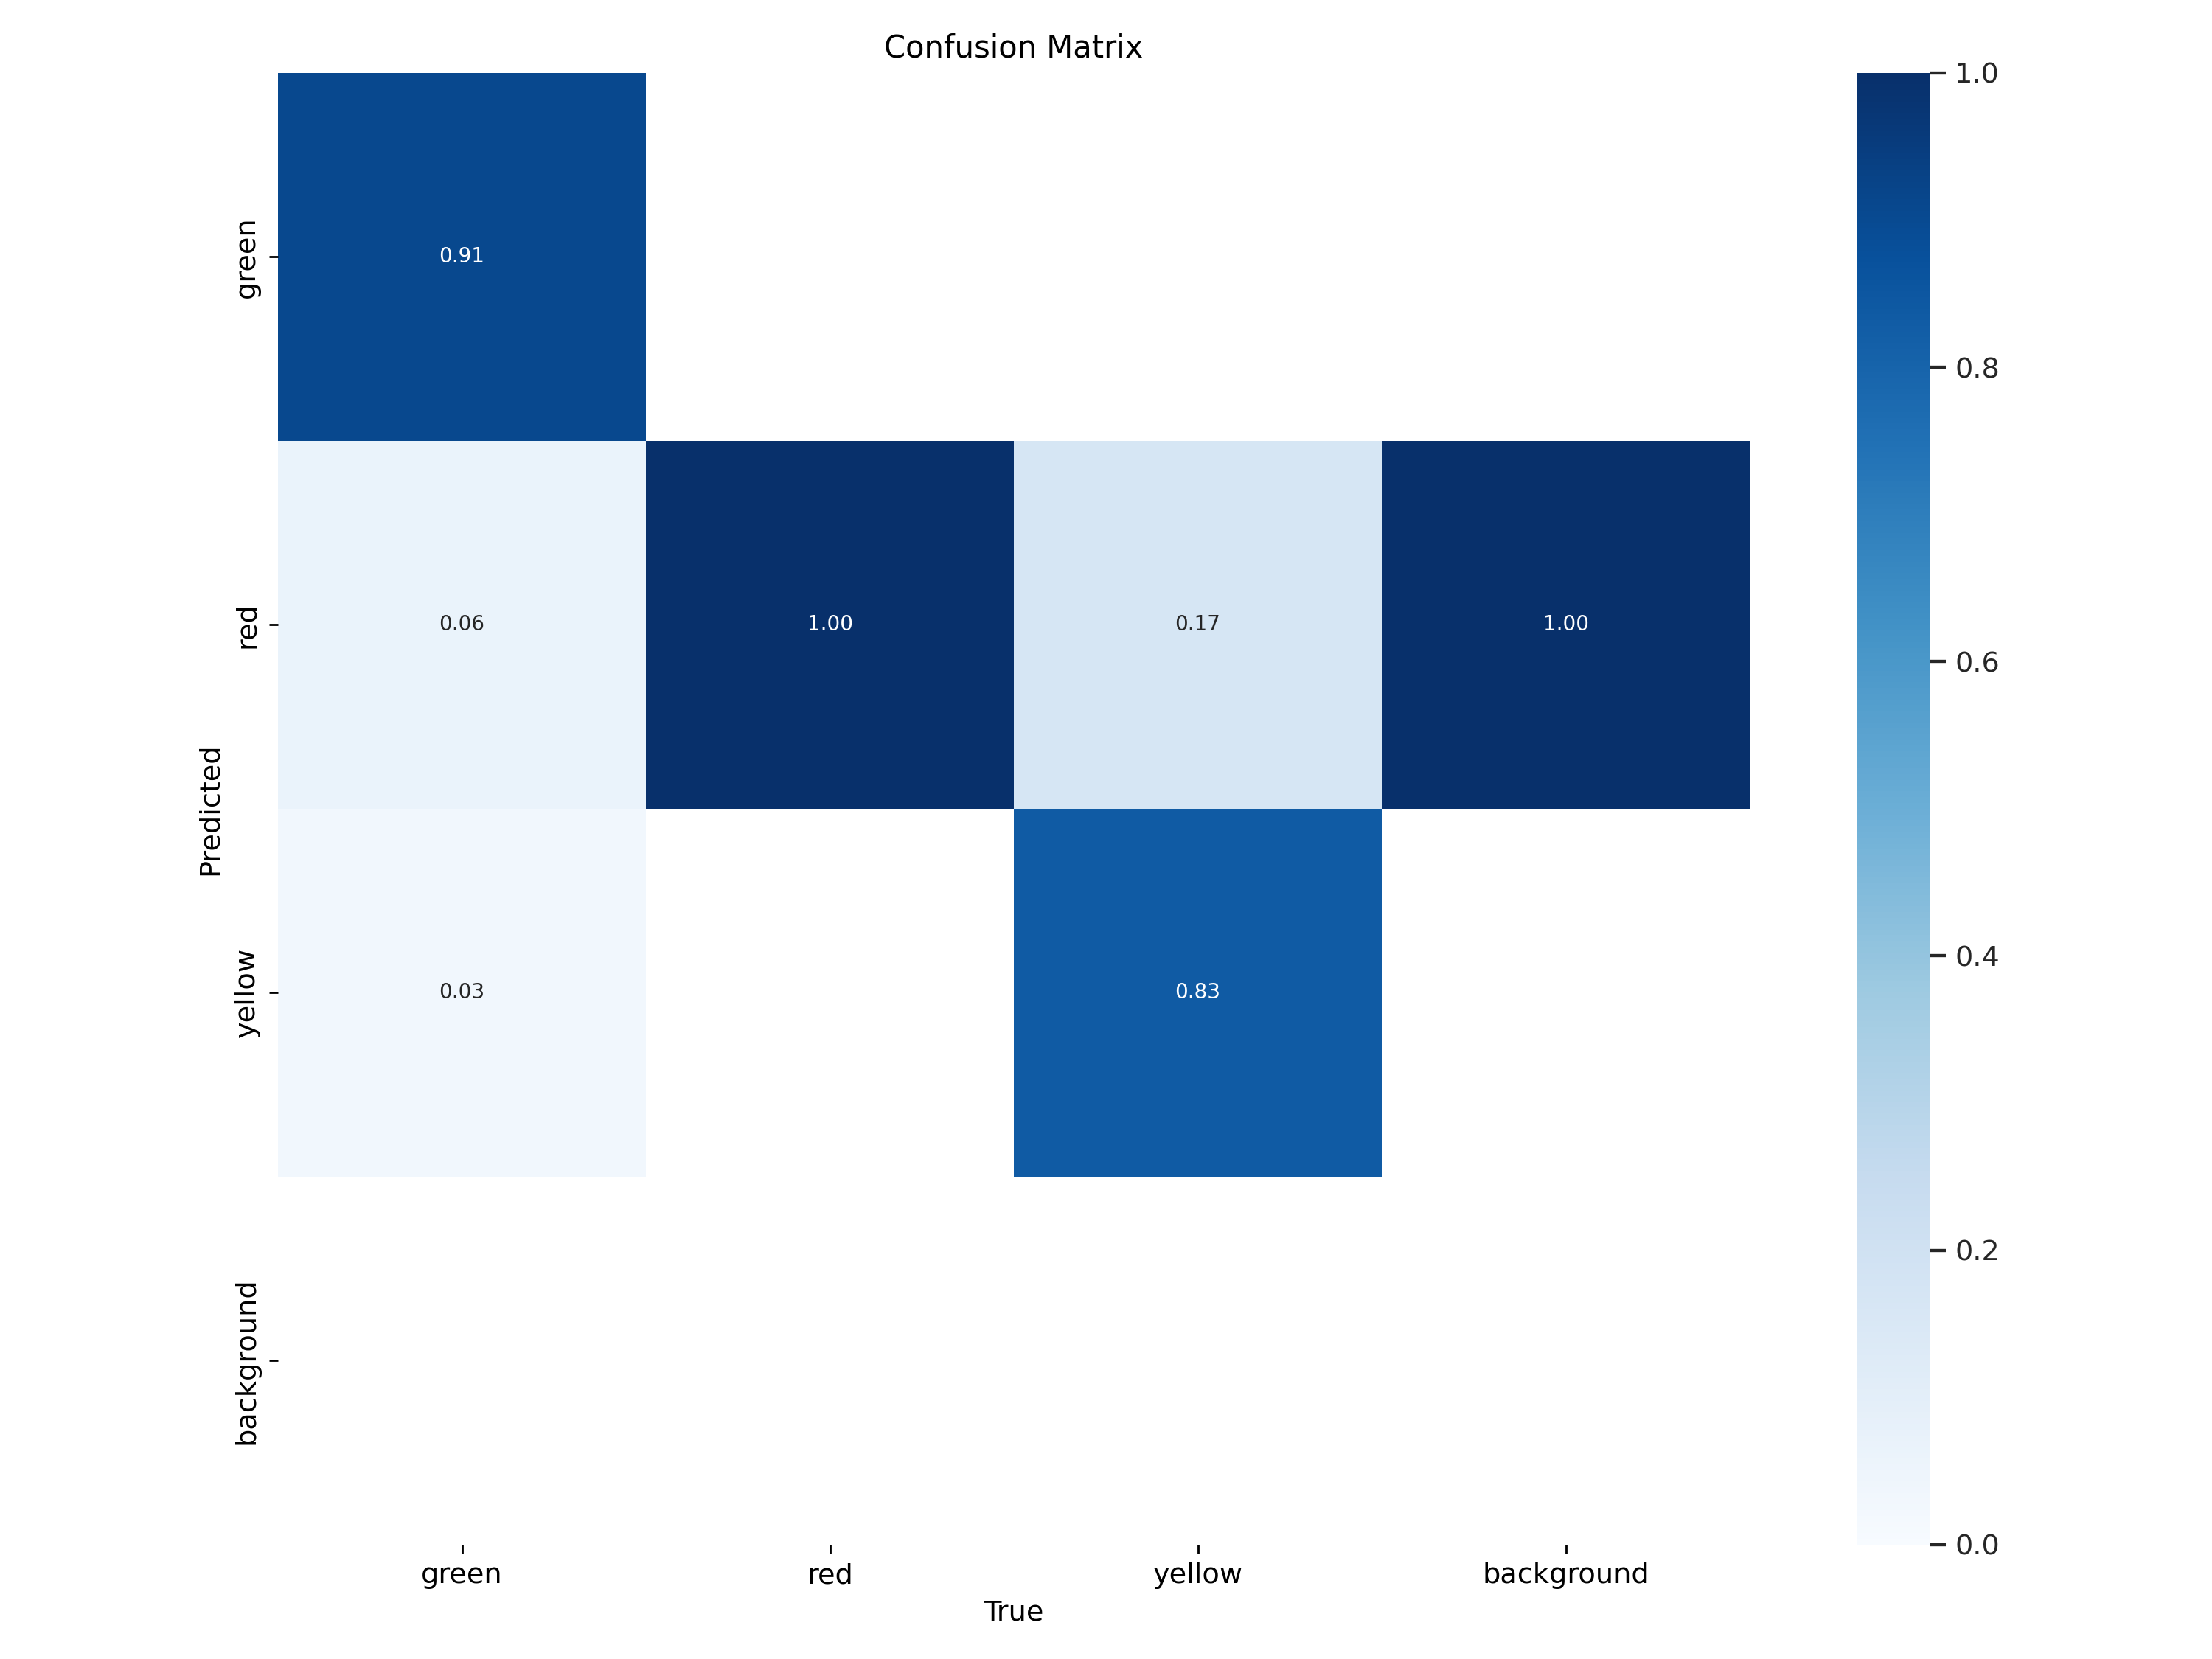 Confusion Matrix
1.0
green
0.91
0.8
red
0.06 1.00 0.17 1.00
0.6
Predicted
yellow
0.03 0.83
0.4
0.2
background
0.0
green red yellow background
True